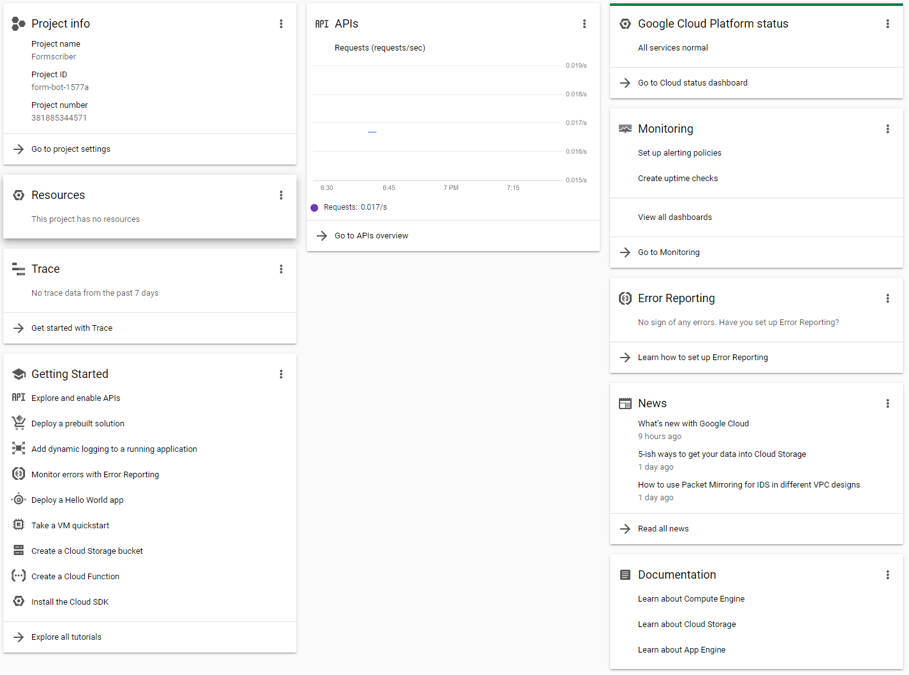 Project info
Project name
Formscriber
Project ID
form-bot-1577a
Project number
381885344571
Go to project settings
Resources
This project has no resources
Trace
No trace data from the past 7 days
Get started with Trace
Getting Started
API Explore and enable APIs
Deploy a prebuilt solution
Add dynamic logging to a running application
Monitor errors with Error Reporting
Deploy a Hello World app
Take a VM quickstart
Create a Cloud Storage bucket
Create a Cloud Function
Install the Cloud SDK
Explore all tutorials
API APIs
Requests (requests/sec)
0.019/s
0.018/s
0.017/s
0.016/s
0.015/s
6:30 6:45 7 PM 7:15
Requests: 0.017/s
Go to APIs overview
Google Cloud Platform status
All services normal
Go to Cloud status dashboard
Monitoring
Set up alerting policies
Create uptime checks
View all dashboards
Go to Monitoring
Error Reporting
No sign of any errors. Have you set up Error Reporting?
Learn how to set up Error Reporting
News
What's new with Google Cloud
9 hours ago
5-ish ways to get your data into Cloud Storage
1 day ago
How to use Packet Mirroring for IDS in different VPC designs
1 day ago
Read all news
Documentation
Learn about Compute Engine
Learn about Cloud Storage
Learn about App Engine